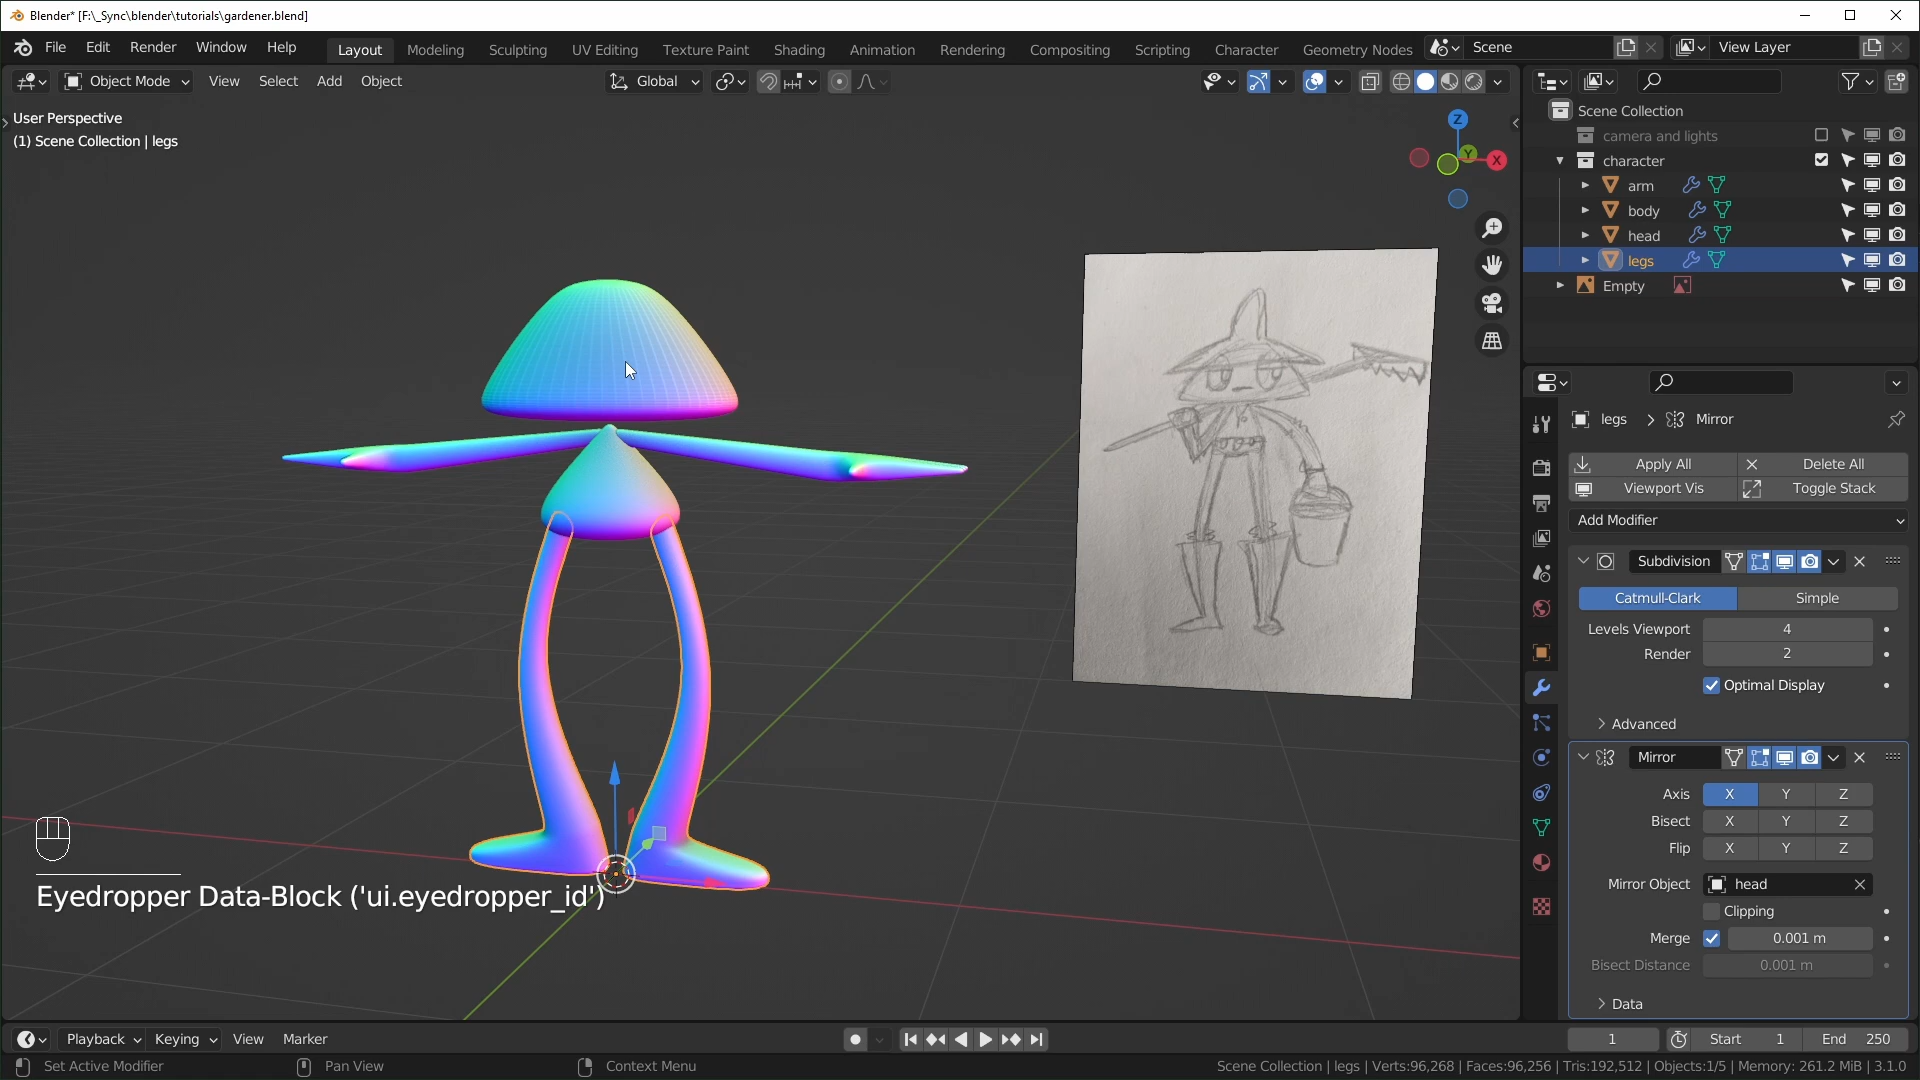 Blender* [F:\_Sync\blender\tutorials\gardener.blend]
File Edit Render Window Help
Layout Modeling Sculpting UV Editing Texture Paint Shading Animation Rendering Compositing Scripting Character Geometry Nodes
Scene
View Layer
Object Mode View Select Add Object
Global
User Perspective
(1) Scene Collection | legs
Z
Y
X
Scene Collection
camera and lights
character
arm
body
head
legs
Empty
legs > Mirror
Apply All
Delete All
Viewport Vis
Toggle Stack
Add Modifier
Subdivision
Catmull-Clark
Simple
Levels Viewport 4
Render 2
Optimal Display
Advanced
Mirror
Axis X Y Z
Bisect X Y Z
Flip X Y Z
Mirror Object head
Clipping
Merge 0.001 m
Bisect Distance 0.001 m
Data
Eyedropper Data-Block ('ui.eyedropper_id')
Playback Keying View Marker
1
Start 1
End 250
Set Active Modifier
Pan View
Context Menu
Scene Collection | legs | Verts:96,268 | Faces:96,256 | Tris:192,512 | Objects:1/5 | Memory: 261.2 MiB | 3.1.0